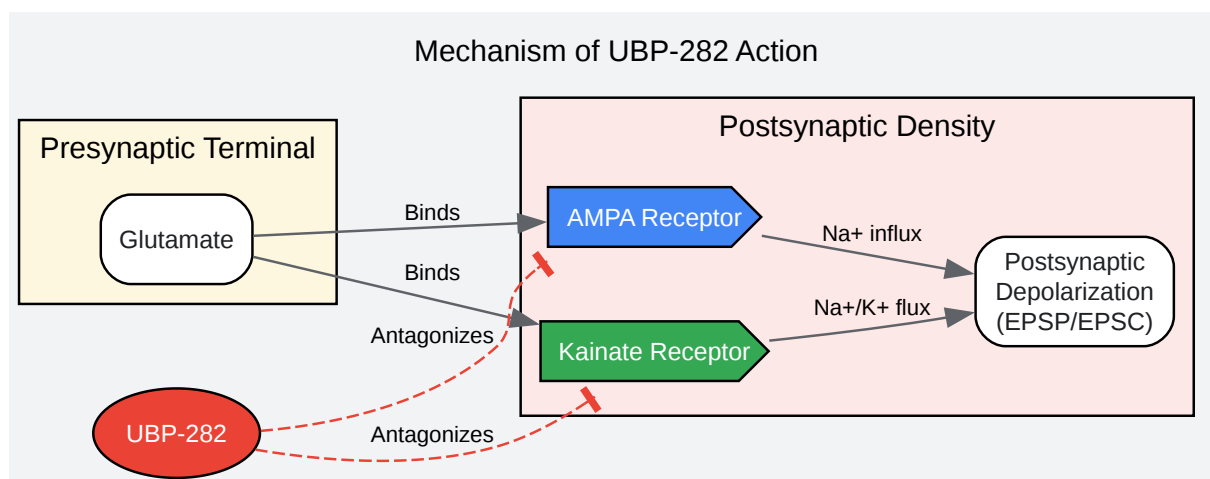 Mechanism of UBP-282 Action
Presynaptic Terminal
Postsynaptic Density
Glutamate
Binds
Binds
AMPA Receptor
Kainate Receptor
Na+ influx
Na+/K+ flux
Postsynaptic
Depolarization
(EPSP/EPSC)
Antagonizes
UBP-282
Antagonizes